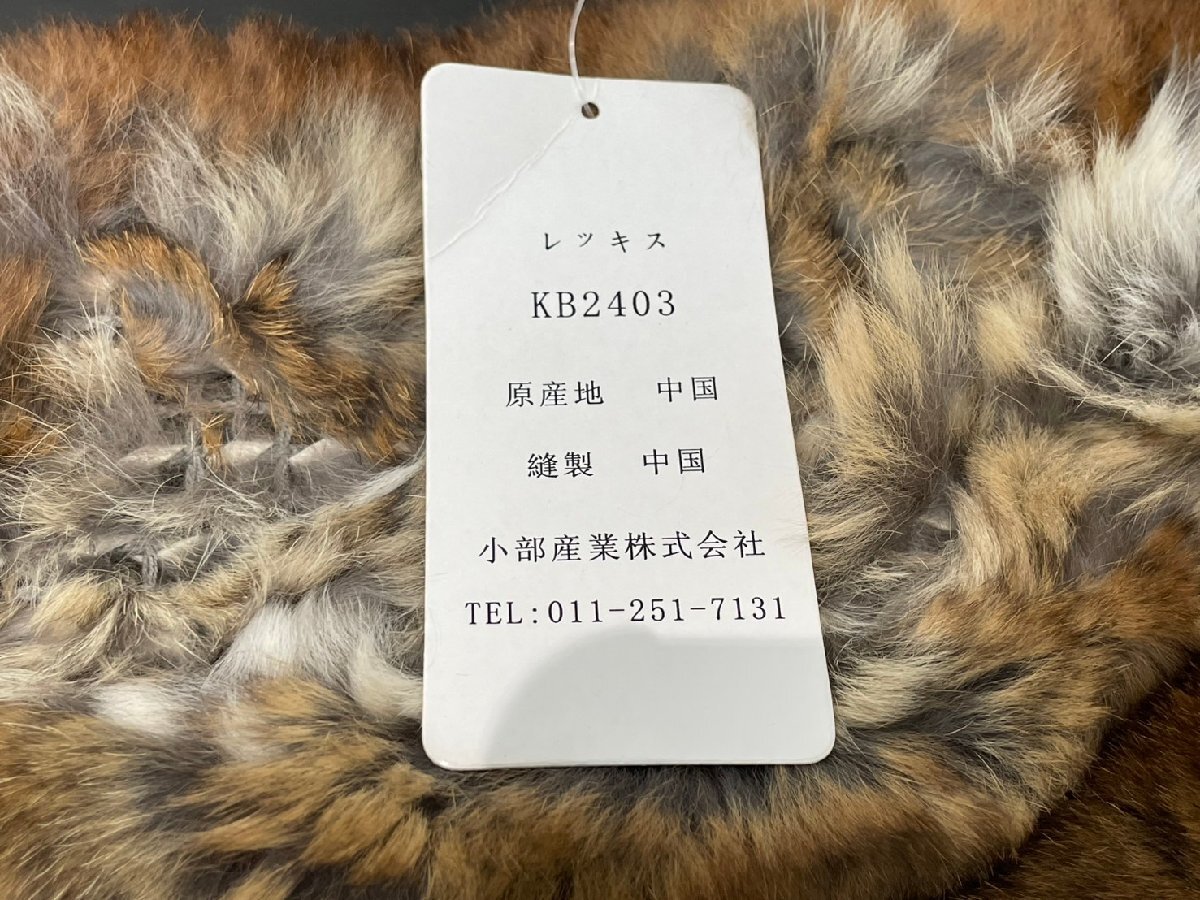 レッキス
KB2403
原産地 中国
縫製 中国
小部産業株式会社
TEL:011-251-7131